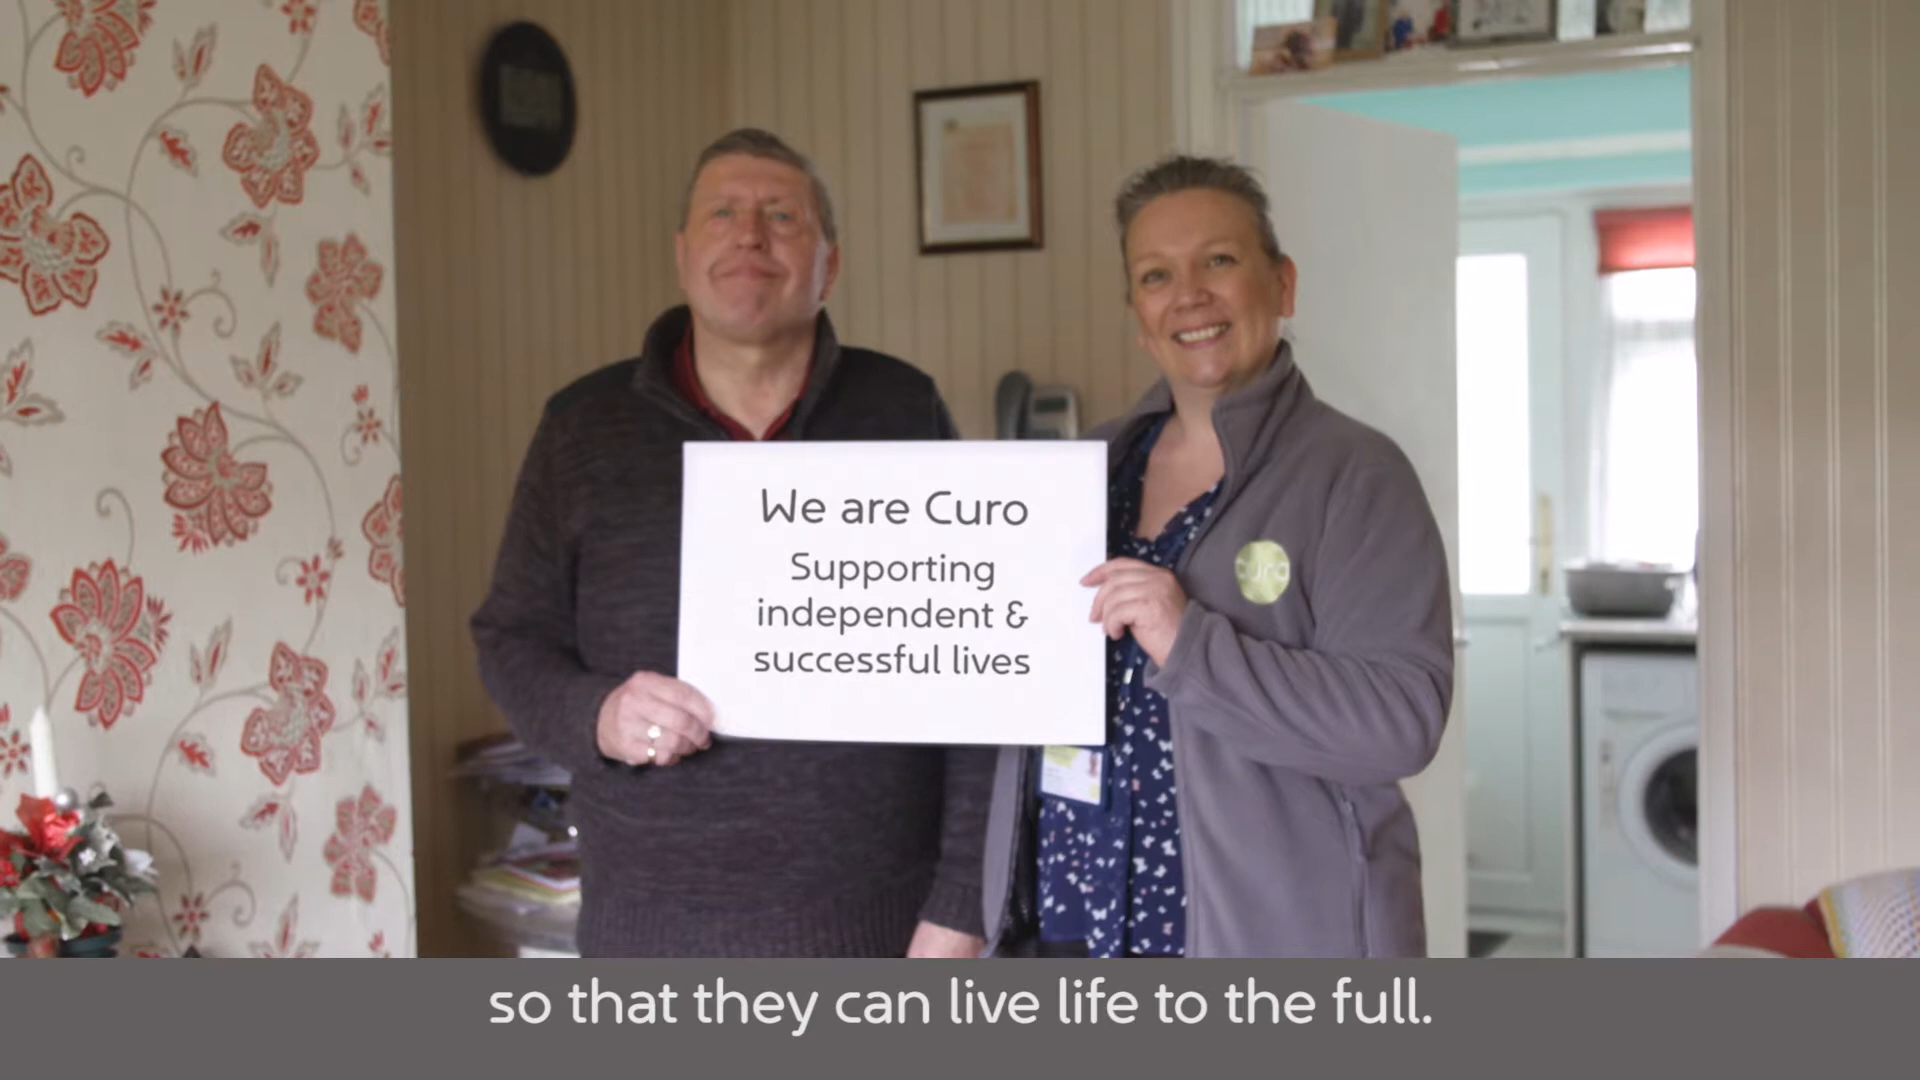 We are Curo
Supporting
independent &
successful lives
curo
so that they can live life to the full.